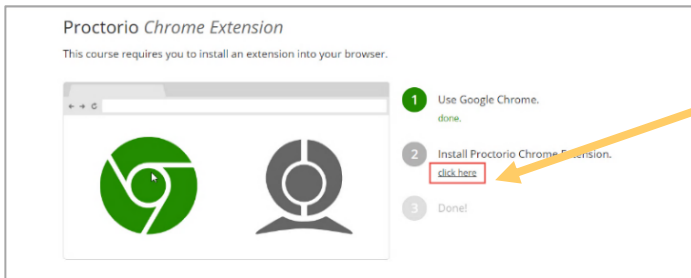 Proctorio Chrome Extension
This course requires you to install an extension into your browser.
1 Use Google Chrome.
done.
2 Install Proctorio Chrome Extension.
click here
3 Done!